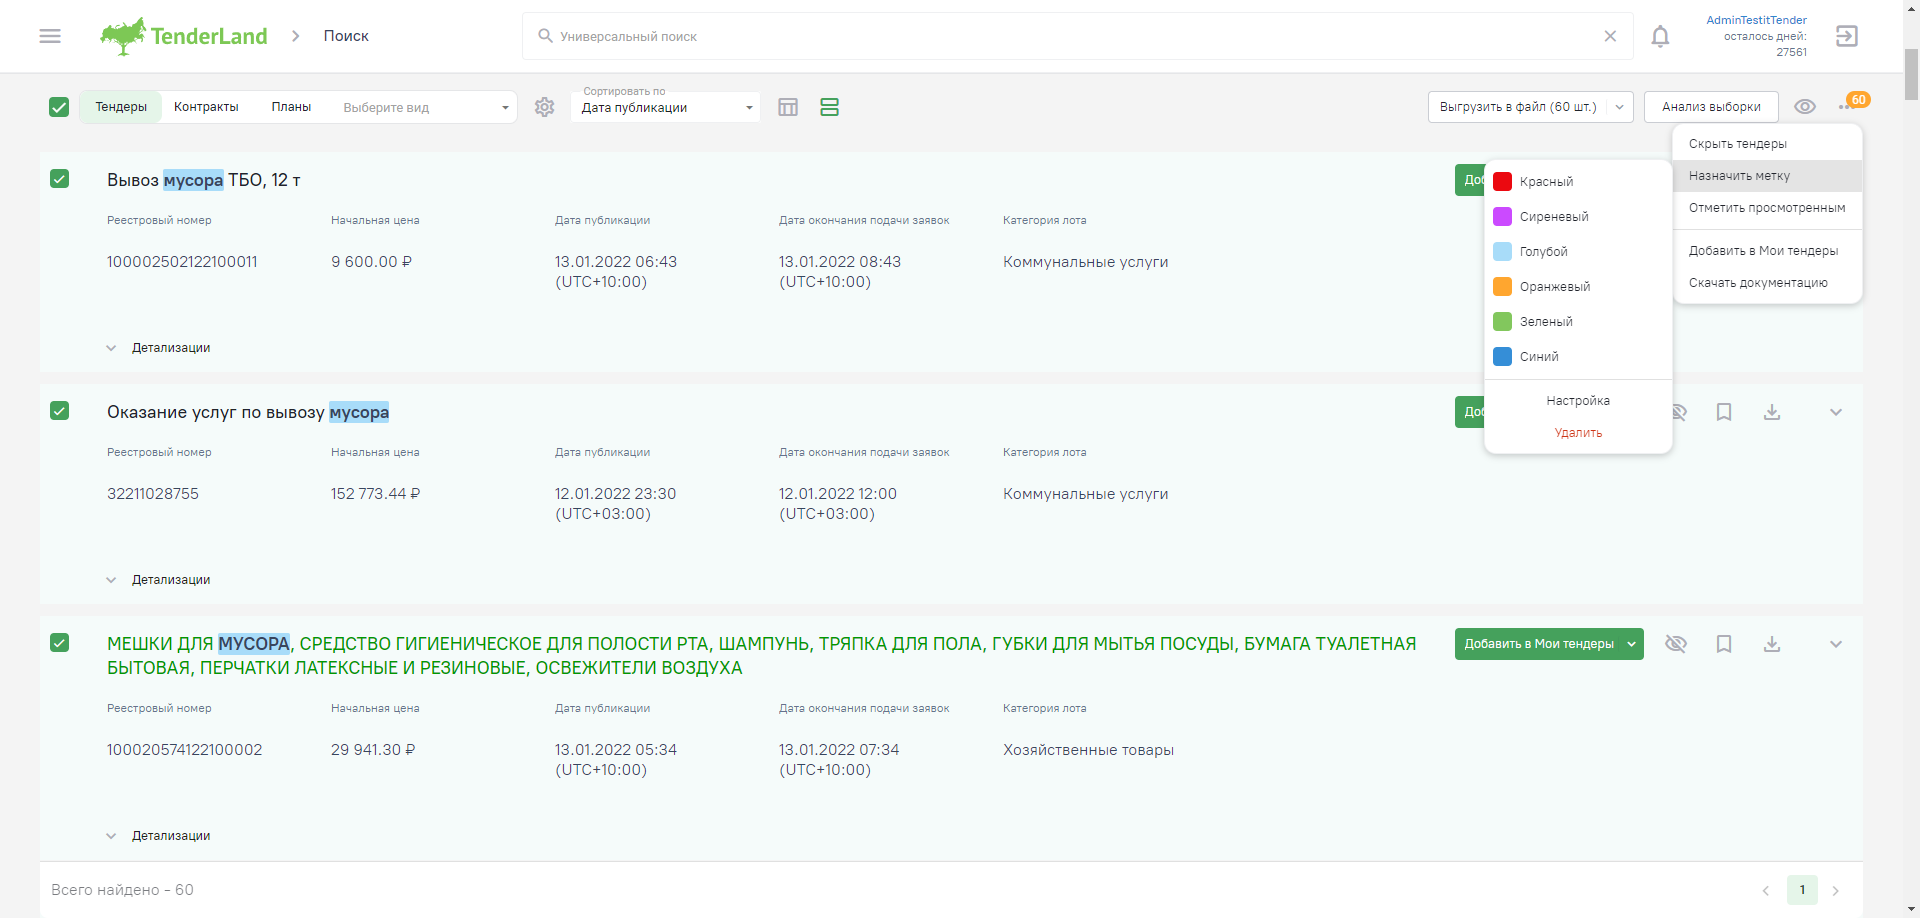 TenderLand
Поиск
Универсальный поиск
AdminTestitTender
осталось дней:
27561
Тендеры
Контракты
Планы
Выберите вид
Сортировать по
Дата публикации
Выгрузить в файл (60 шт.)
Анализ выборки
60
Скрыть тендеры
Назначить метку
Отметить просмотренным
Добавить в Мои тендеры
Скачать документацию
Красный
Сиреневый
Голубой
Оранжевый
Зеленый
Синий
Настройка
Удалить
Вывоз мусора ТБО, 12 т
Реестровый номер
Начальная цена
Дата публикации
Дата окончания подачи заявок
Категория лота
100002502122100011
9 600.00 ₽
13.01.2022 06:43
(UTC+10:00)
13.01.2022 08:43
(UTC+10:00)
Коммунальные услуги
Детализации
Оказание услуг по вывозу мусора
Реестровый номер
Начальная цена
Дата публикации
Дата окончания подачи заявок
Категория лота
32211028755
152 773.44 ₽
12.01.2022 23:30
(UTC+03:00)
12.01.2022 12:00
(UTC+03:00)
Коммунальные услуги
Детализации
МЕШКИ ДЛЯ МУСОРА, СРЕДСТВО ГИГИЕНИЧЕСКОЕ ДЛЯ ПОЛОСТИ РТА, ШАМПУНЬ, ТРЯПКА ДЛЯ ПОЛА, ГУБКИ ДЛЯ МЫТЬЯ ПОСУДЫ, БУМАГА ТУАЛЕТНАЯ
БЫТОВАЯ, ПЕРЧАТКИ ЛАТЕКСНЫЕ И РЕЗИНОВЫЕ, ОСВЕЖИТЕЛИ ВОЗДУХА
Добавить в Мои тендеры
Реестровый номер
Начальная цена
Дата публикации
Дата окончания подачи заявок
Категория лота
100020574122100002
29 941.30 ₽
13.01.2022 05:34
(UTC+10:00)
13.01.2022 07:34
(UTC+10:00)
Хозяйственные товары
Детализации
Всего найдено - 60
1